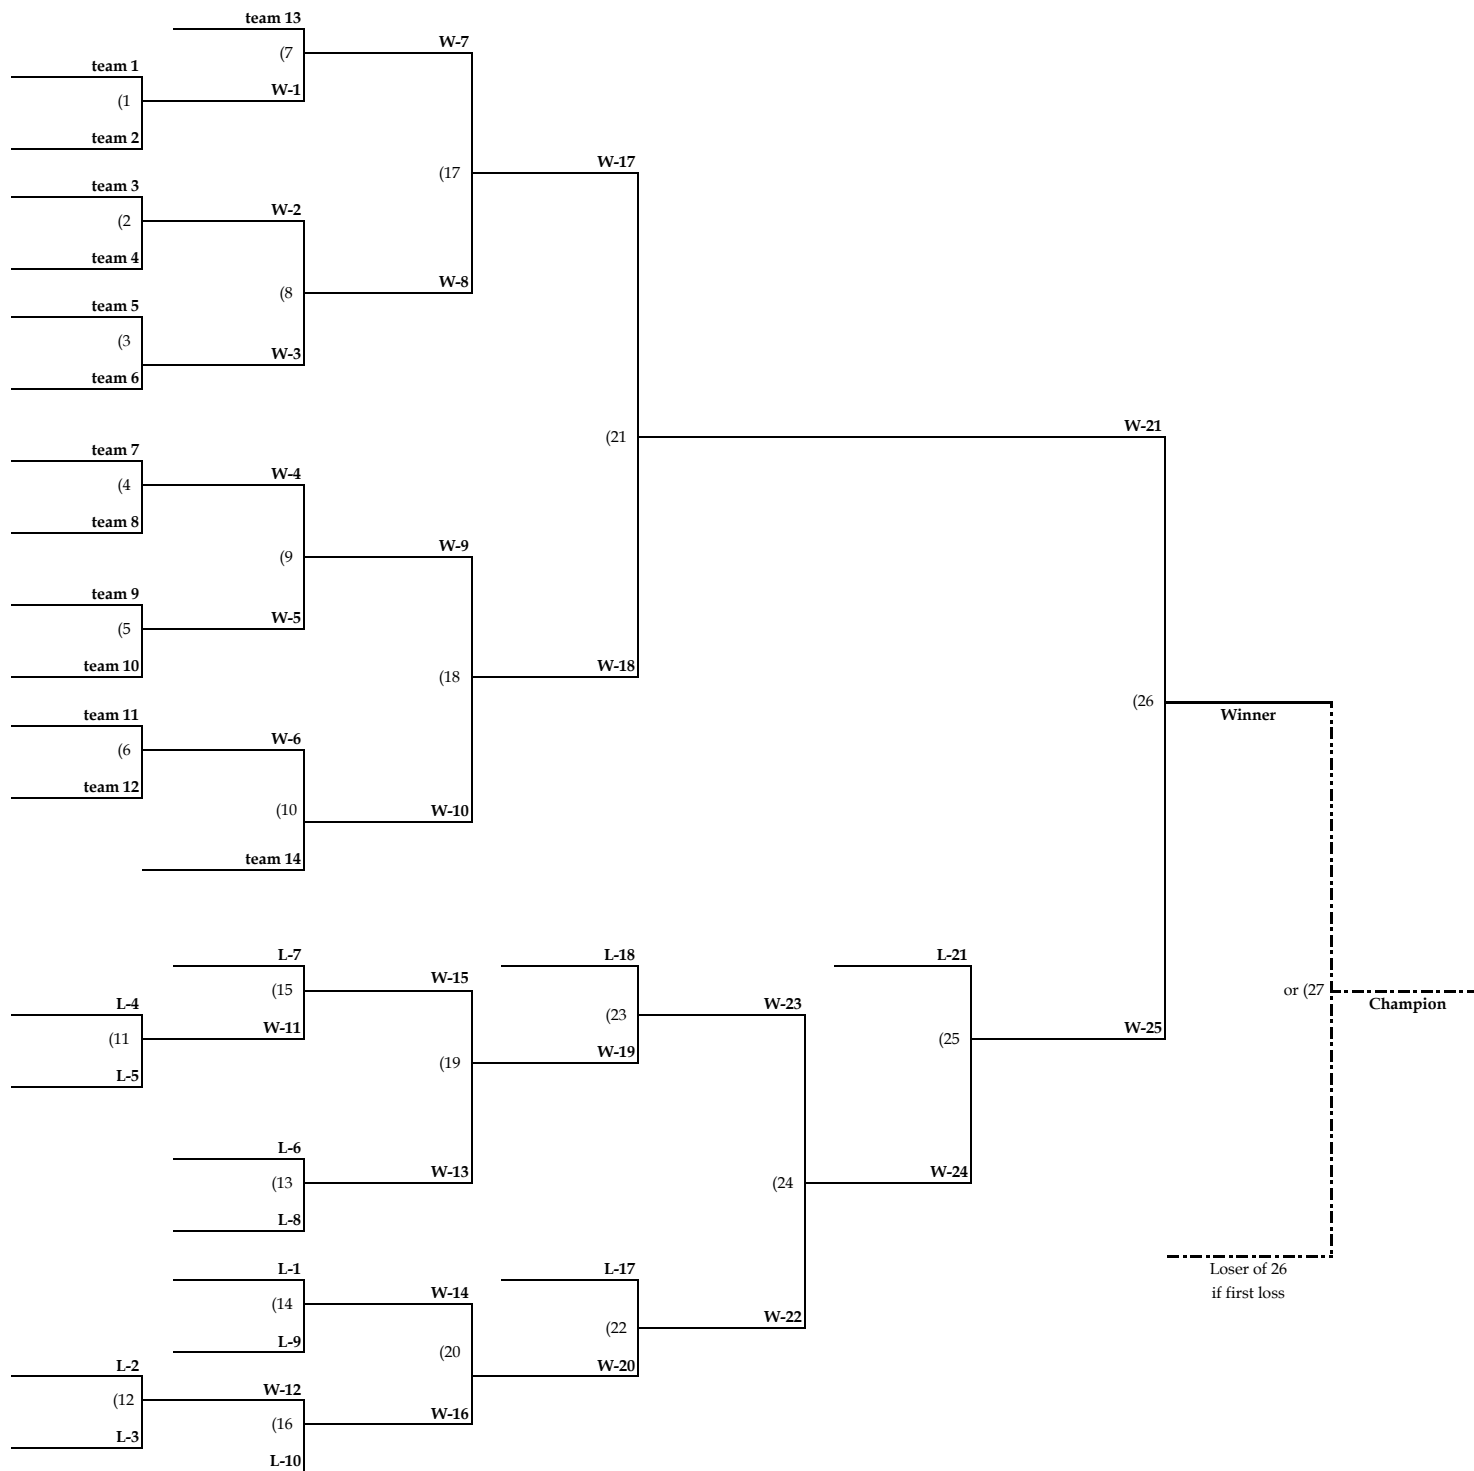 team 13
(7
W-7
team 1
(1
W-1
team 2
(17
W-17
team 3
(2
W-2
team 4
(8
W-8
team 5
(3
W-3
team 6
(21
W-21
team 7
(4
W-4
team 8
(9
W-9
team 9
(5
W-5
team 10
(18
W-18
team 11
(6
W-6
team 12
(10
W-10
team 14
(26
Winner
L-7
(15
W-15
L-18
L-21
L-4
(11
W-11
L-5
(23
W-23
(19
W-19
(25
W-25
or (27
Champion
L-6
(13
W-13
L-8
(24
W-24
L-1
(14
W-14
L-9
L-17
(22
W-22
(20
W-20
L-2
(12
W-12
L-3
(16
W-16
L-10
Loser of 26
if first loss